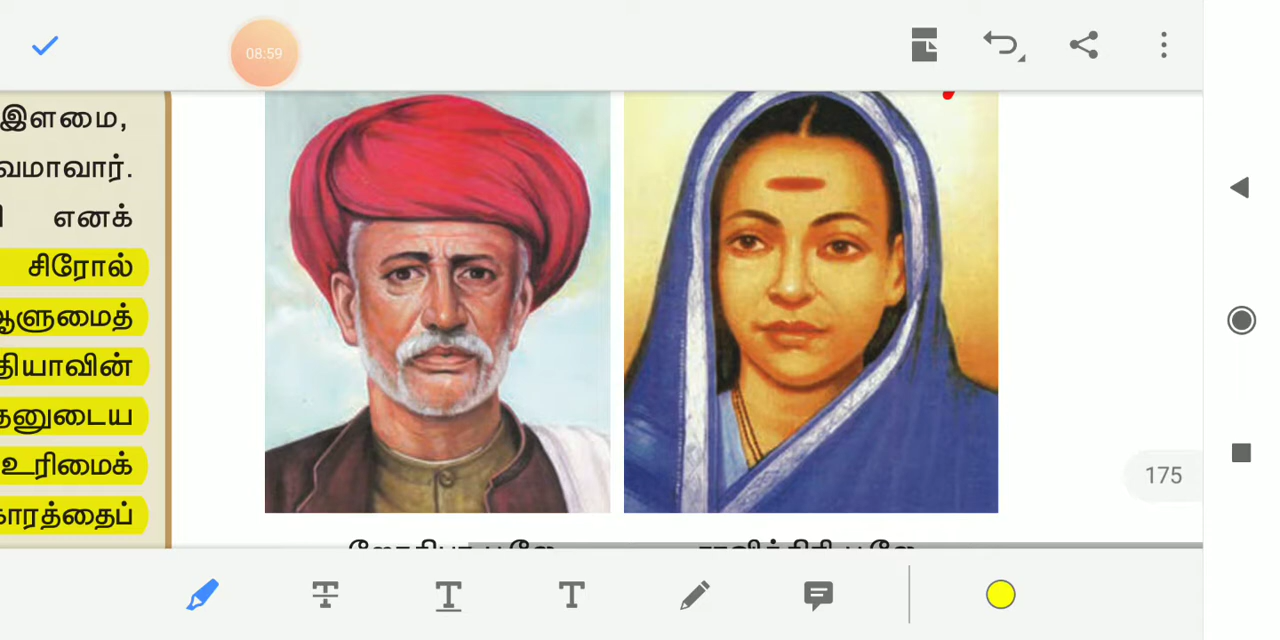 08:59
இளமை,
வமாவார்.
எனக்
சிரோல்
ஆளுமைத்
தியாவின்
தனுடைய
உரிமைக்
காரத்தைப்
175